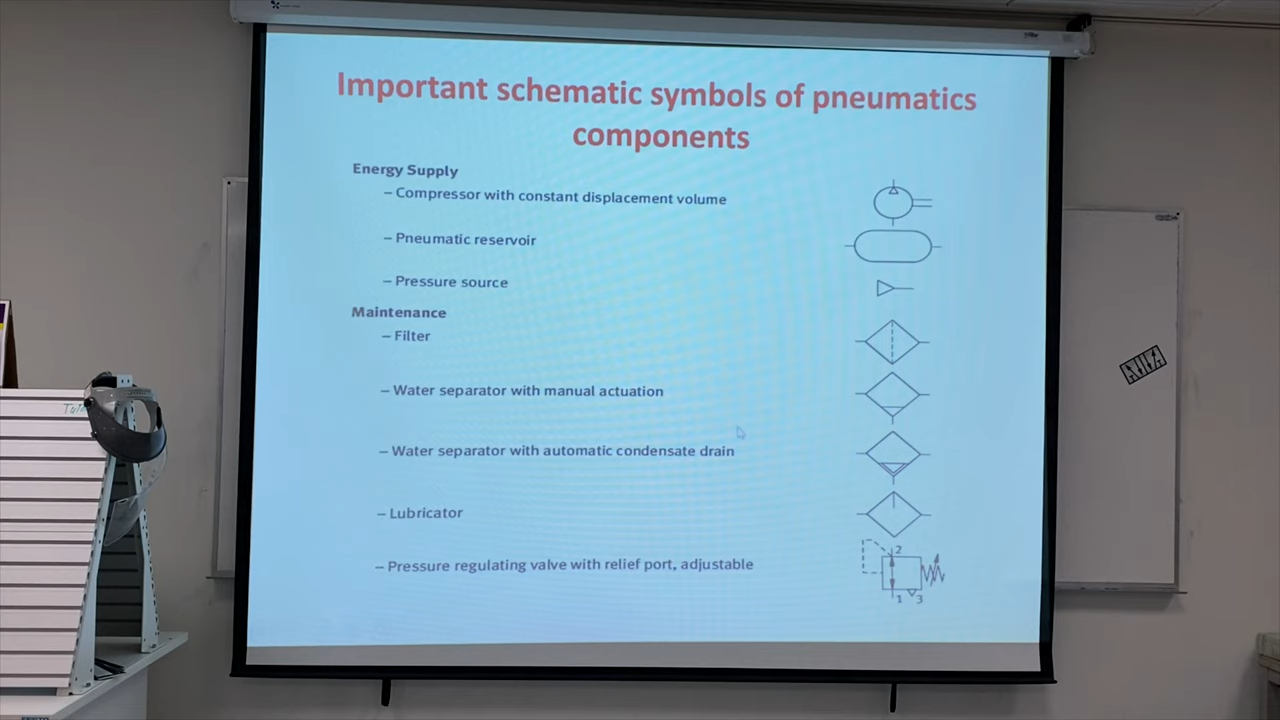 Important schematic symbols of pneumatics
components
Energy Supply
– Compressor with constant displacement volume
– Pneumatic reservoir
– Pressure source
Maintenance
– Filter
– Water separator with manual actuation
– Water separator with automatic condensate drain
– Lubricator
– Pressure regulating valve with relief port, adjustable
2
1
3